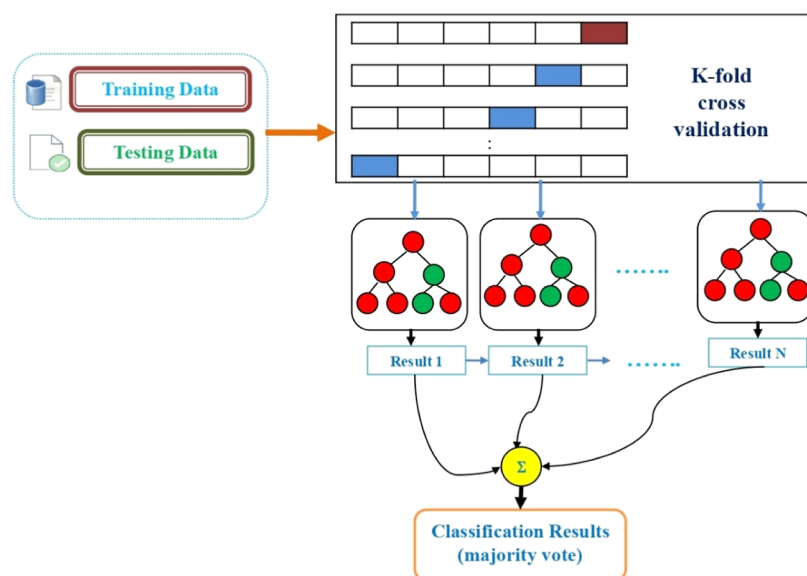 Training Data
Testing Data
K-fold
cross
validation
:
.......
Result 1
Result 2
.......
Result N
Σ
Classification Results
(majority vote)